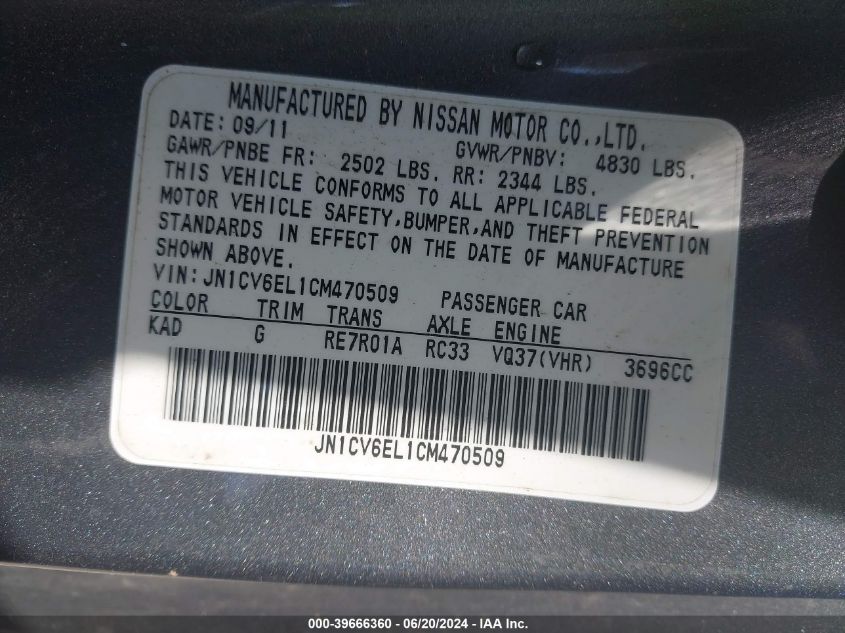 MANUFACTURED BY NISSAN MOTOR CO.,LTD.
DATE: 09/11 GVWR/PNBV: 4830 LBS.
GAWR/PNBE FR: 2502 LBS. RR: 2344 LBS.
THIS VEHICLE CONFORMS TO ALL APPLICABLE FEDERAL
MOTOR VEHICLE SAFETY,BUMPER,AND THEFT PREVENTION
STANDARDS IN EFFECT ON THE DATE OF MANUFACTURE
SHOWN ABOVE.
VIN: JN1CV6EL1CM470509 PASSENGER CAR
COLOR TRIM TRANS AXLE ENGINE
KAD G RE7R01A RC33 VQ37(VHR) 3696CC
JN1CV6EL1CM470509
000-39666360 - 06/20/2024 - IAA Inc.